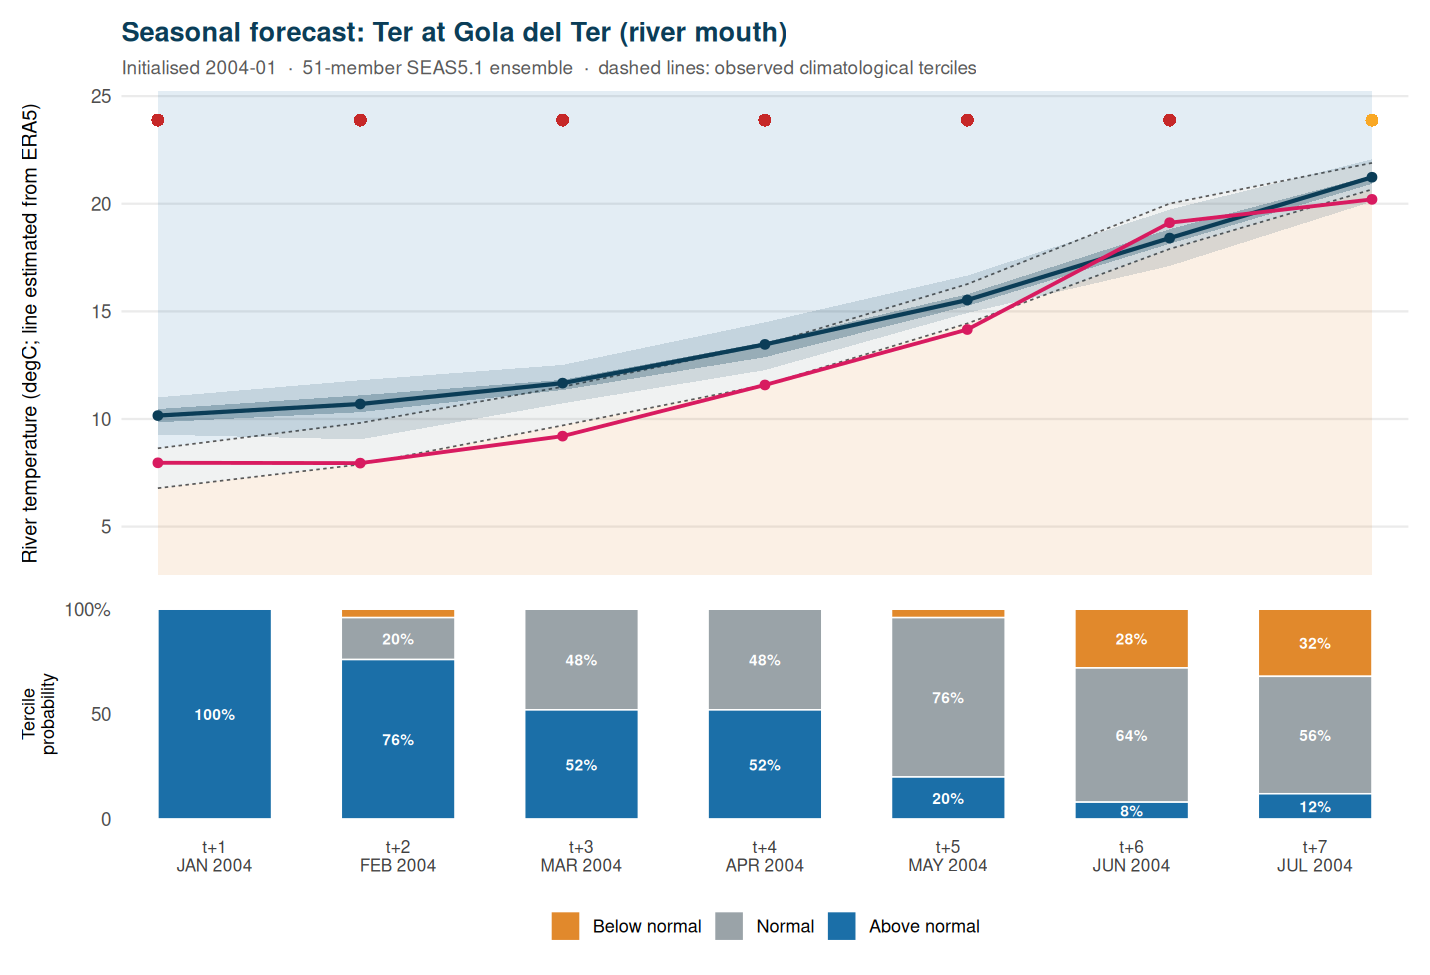 Seasonal forecast: Ter at Gola del Ter (river mouth)
Initialised 2004-01 · 51-member SEAS5.1 ensemble · dashed lines: observed climatological terciles
River temperature (degC; line estimated from ERA5)
25
20
15
10
5
Tercile
probability
100%
50
0
100%
20%
76%
48%
52%
48%
52%
76%
20%
28%
64%
8%
32%
56%
12%
t+1
JAN 2004
t+2
FEB 2004
t+3
MAR 2004
t+4
APR 2004
t+5
MAY 2004
t+6
JUN 2004
t+7
JUL 2004
Below normal
Normal
Above normal